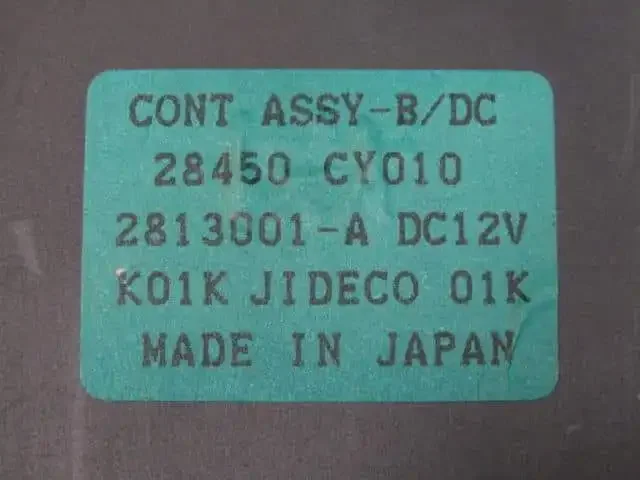 CONT ASSY-B/DC
28450 CY010
2813001-A DC12V
K01K JIDECO 01K
MADE IN JAPAN